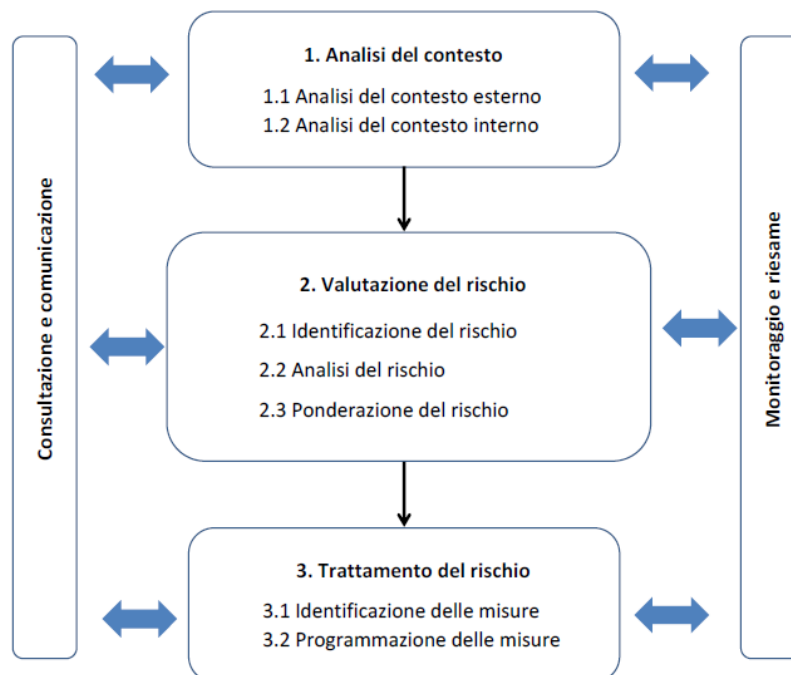 Consultazione e comunicazione
1. Analisi del contesto
1.1 Analisi del contesto esterno
1.2 Analisi del contesto interno
2. Valutazione del rischio
2.1 Identificazione del rischio
2.2 Analisi del rischio
2.3 Ponderazione del rischio
3. Trattamento del rischio
3.1 Identificazione delle misure
3.2 Programmazione delle misure
Monitoraggio e riesame